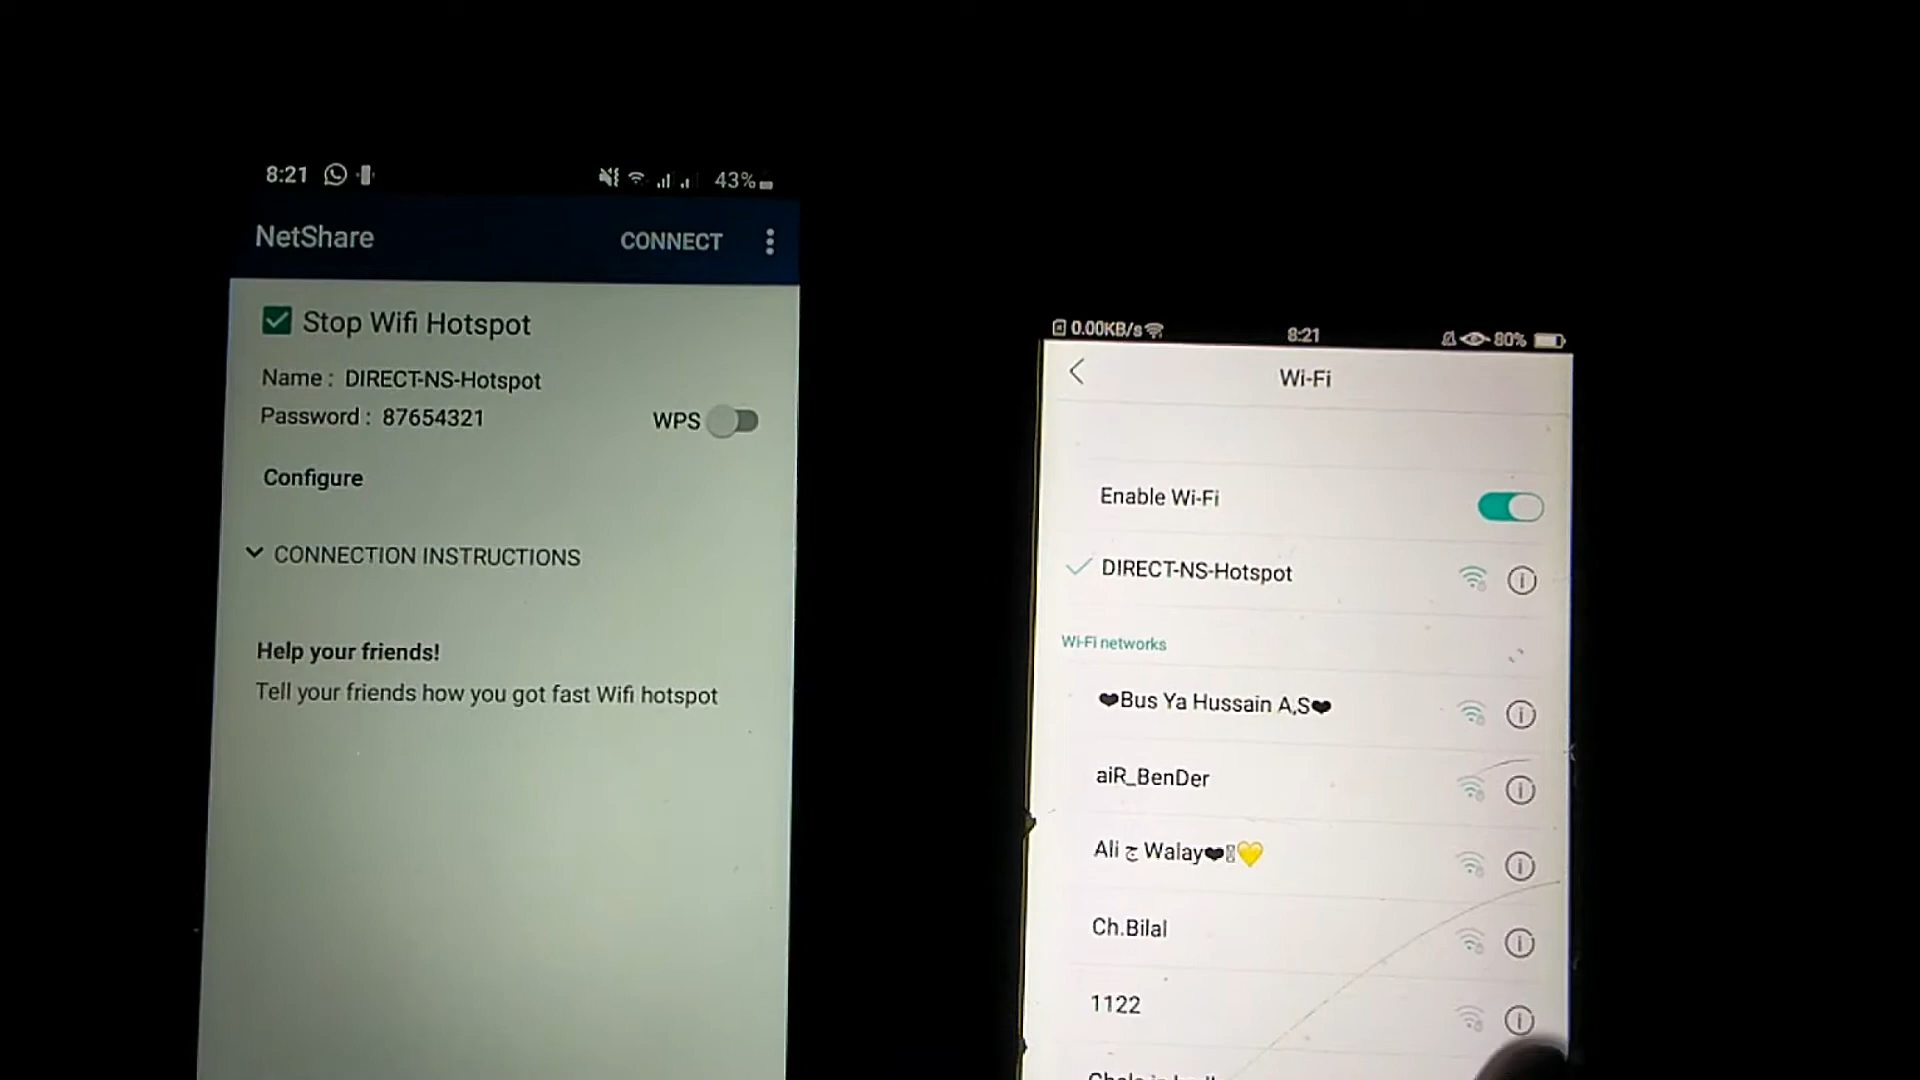 8:21 43%
NetShare CONNECT
Stop Wifi Hotspot
Name : DIRECT-NS-Hotspot
Password : 87654321 WPS
Configure
CONNECTION INSTRUCTIONS
Help your friends!
Tell your friends how you got fast Wifi hotspot
0.00KB/s 8:21 80%
Wi-Fi
Enable Wi-Fi
DIRECT-NS-Hotspot
Wi-Fi networks
❤Bus Ya Hussain A,S❤
aiR_BenDer
Ali ج Walay❤💛
Ch.Bilal
1122